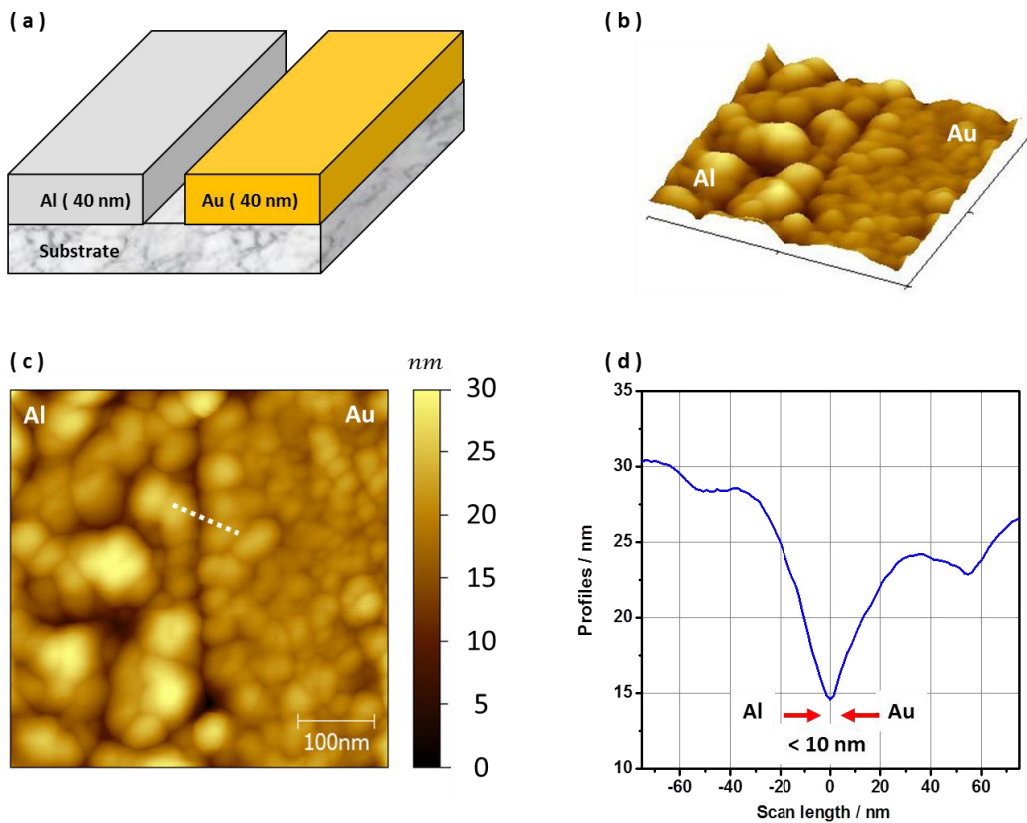 ( a )
Al ( 40 nm)
Au ( 40 nm)
Substrate
( b )
Al
Au
( c )
nm
Al
Au
100nm
30
25
20
15
10
5
0
( d )
Profiles / nm
35
30
25
20
15
10
Al
Au
< 10 nm
-60
-40
-20
0
20
40
60
Scan length / nm